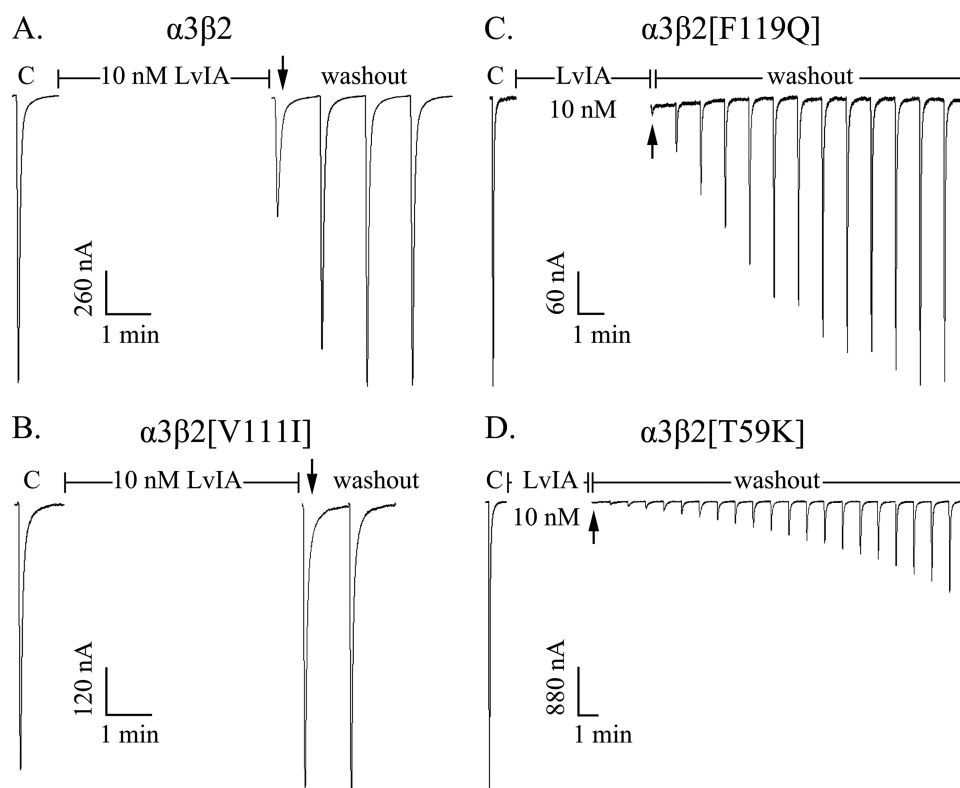 A. α3β2
C 10 nM LvIA washout
260 nA
1 min
B. α3β2[V111I]
C 10 nM LvIA washout
120 nA
1 min
C. α3β2[F119Q]
C LvIA washout
10 nM
60 nA
1 min
D. α3β2[T59K]
C LvIA washout
10 nM
880 nA
1 min